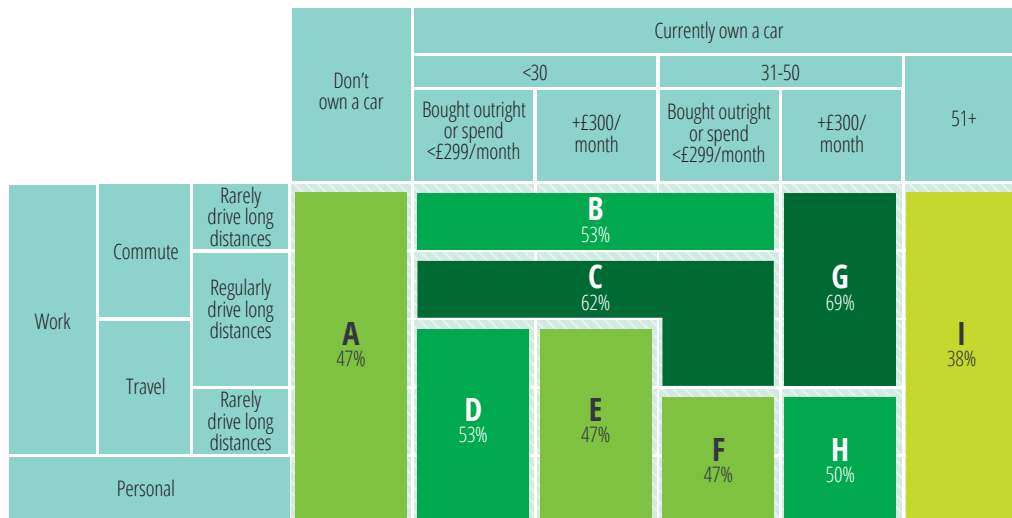 Currently own a car
Don't
own a car
<30
31-50
51+
Bought outright
or spend
<£299/month
+£300/
month
Bought outright
or spend
<£299/month
+£300/
month
Work
Commute
Rarely
drive long
distances
Regularly
drive long
distances
Travel
Rarely
drive long
distances
Personal
A
47%
B
53%
C
62%
D
53%
E
47%
F
47%
G
69%
H
50%
I
38%